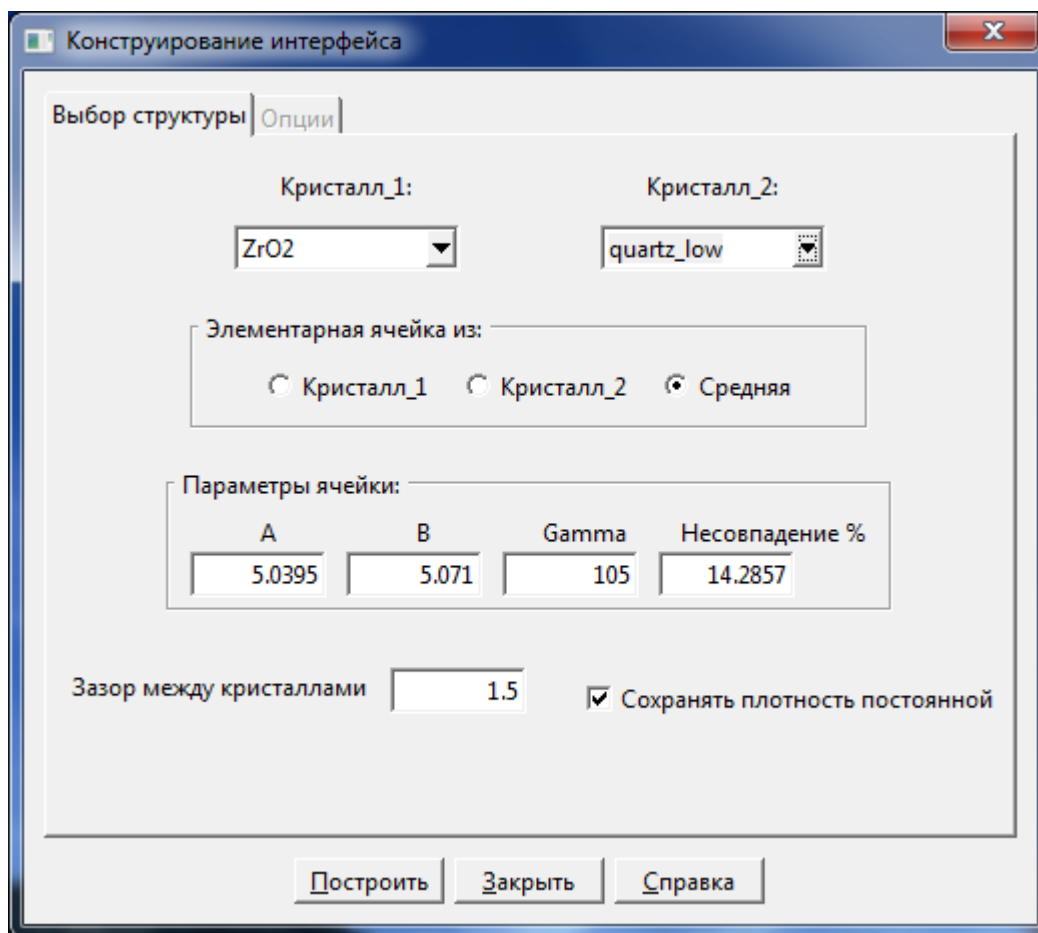 Конструирование интерфейса
Выбор структуры Опции
Кристалл_1: Кристалл_2:
ZrO2 quartz_low
Элементарная ячейка из:
Кристалл_1 Кристалл_2 Средняя
Параметры ячейки:
A B Gamma Несовпадение %
5.0395 5.071 105 14.2857
Зазор между кристаллами 1.5 Сохранять плотность постоянной
Построить Закрыть Справка